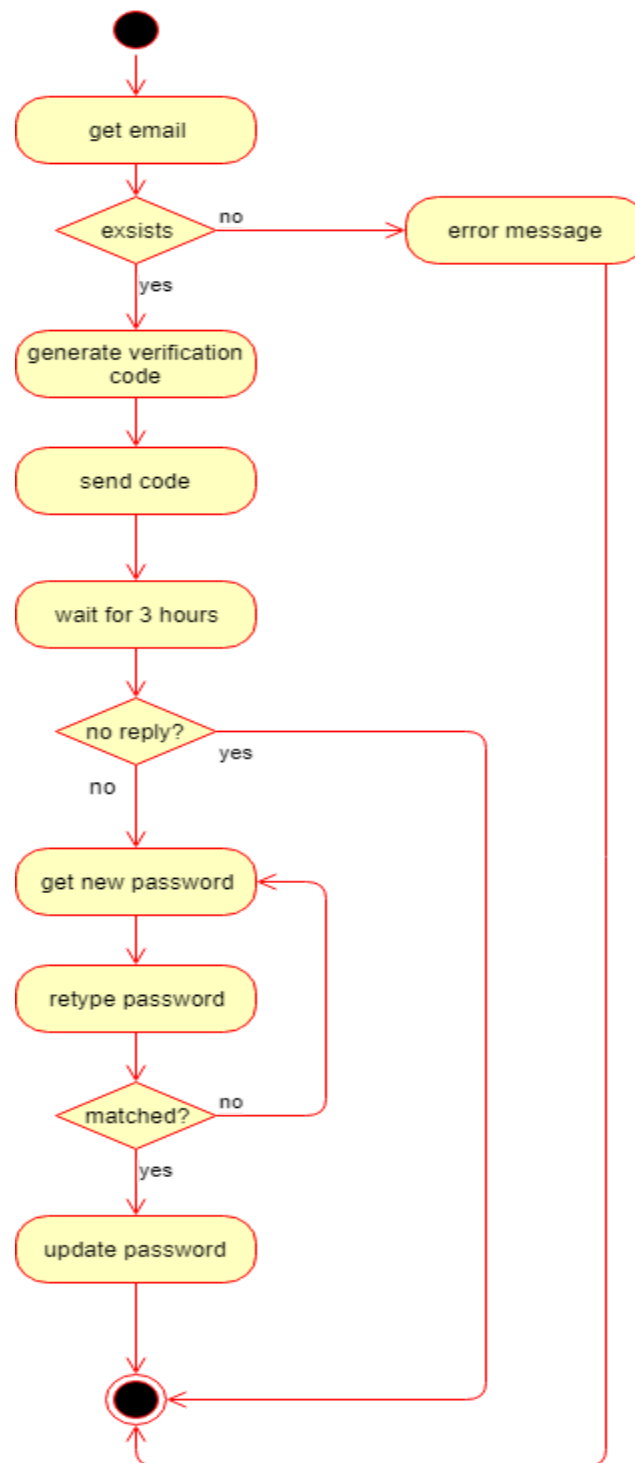 get email
exsists
no
error message
yes
generate verification
code
send code
wait for 3 hours
no reply?
yes
no
get new password
retype password
matched?
no
yes
update password